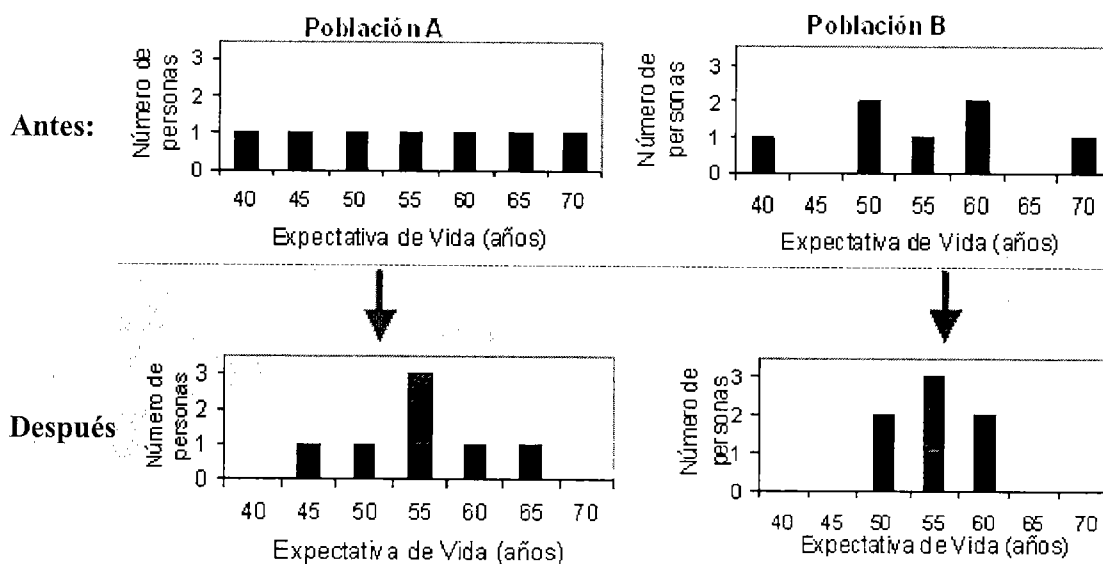 Población A
Número de personas
3
2
1
0
40 45 50 55 60 65 70
Expectativa de Vida (años)
Población B
Número de personas
3
2
1
0
40 45 50 55 60 65 70
Expectativa de Vida (años)
Antes:
Después
Número de personas
3
2
1
0
40 45 50 55 60 65 70
Expectativa de Vida (años)
Número de personas
3
2
1
0
40 45 50 55 60 65 70
Expectativa de Vida (años)